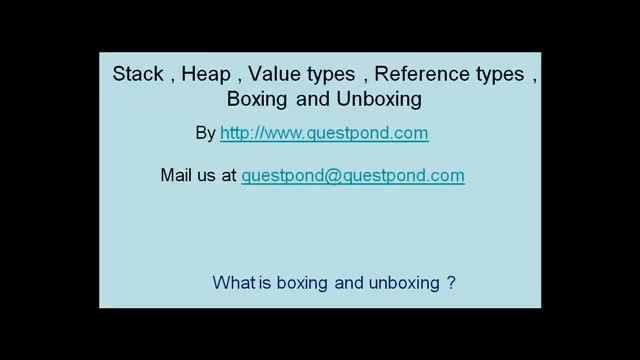 Stack , Heap , Value types , Reference types ,
Boxing and Unboxing
By http://www.questpond.com
Mail us at questpond@questpond.com
What is boxing and unboxing ?